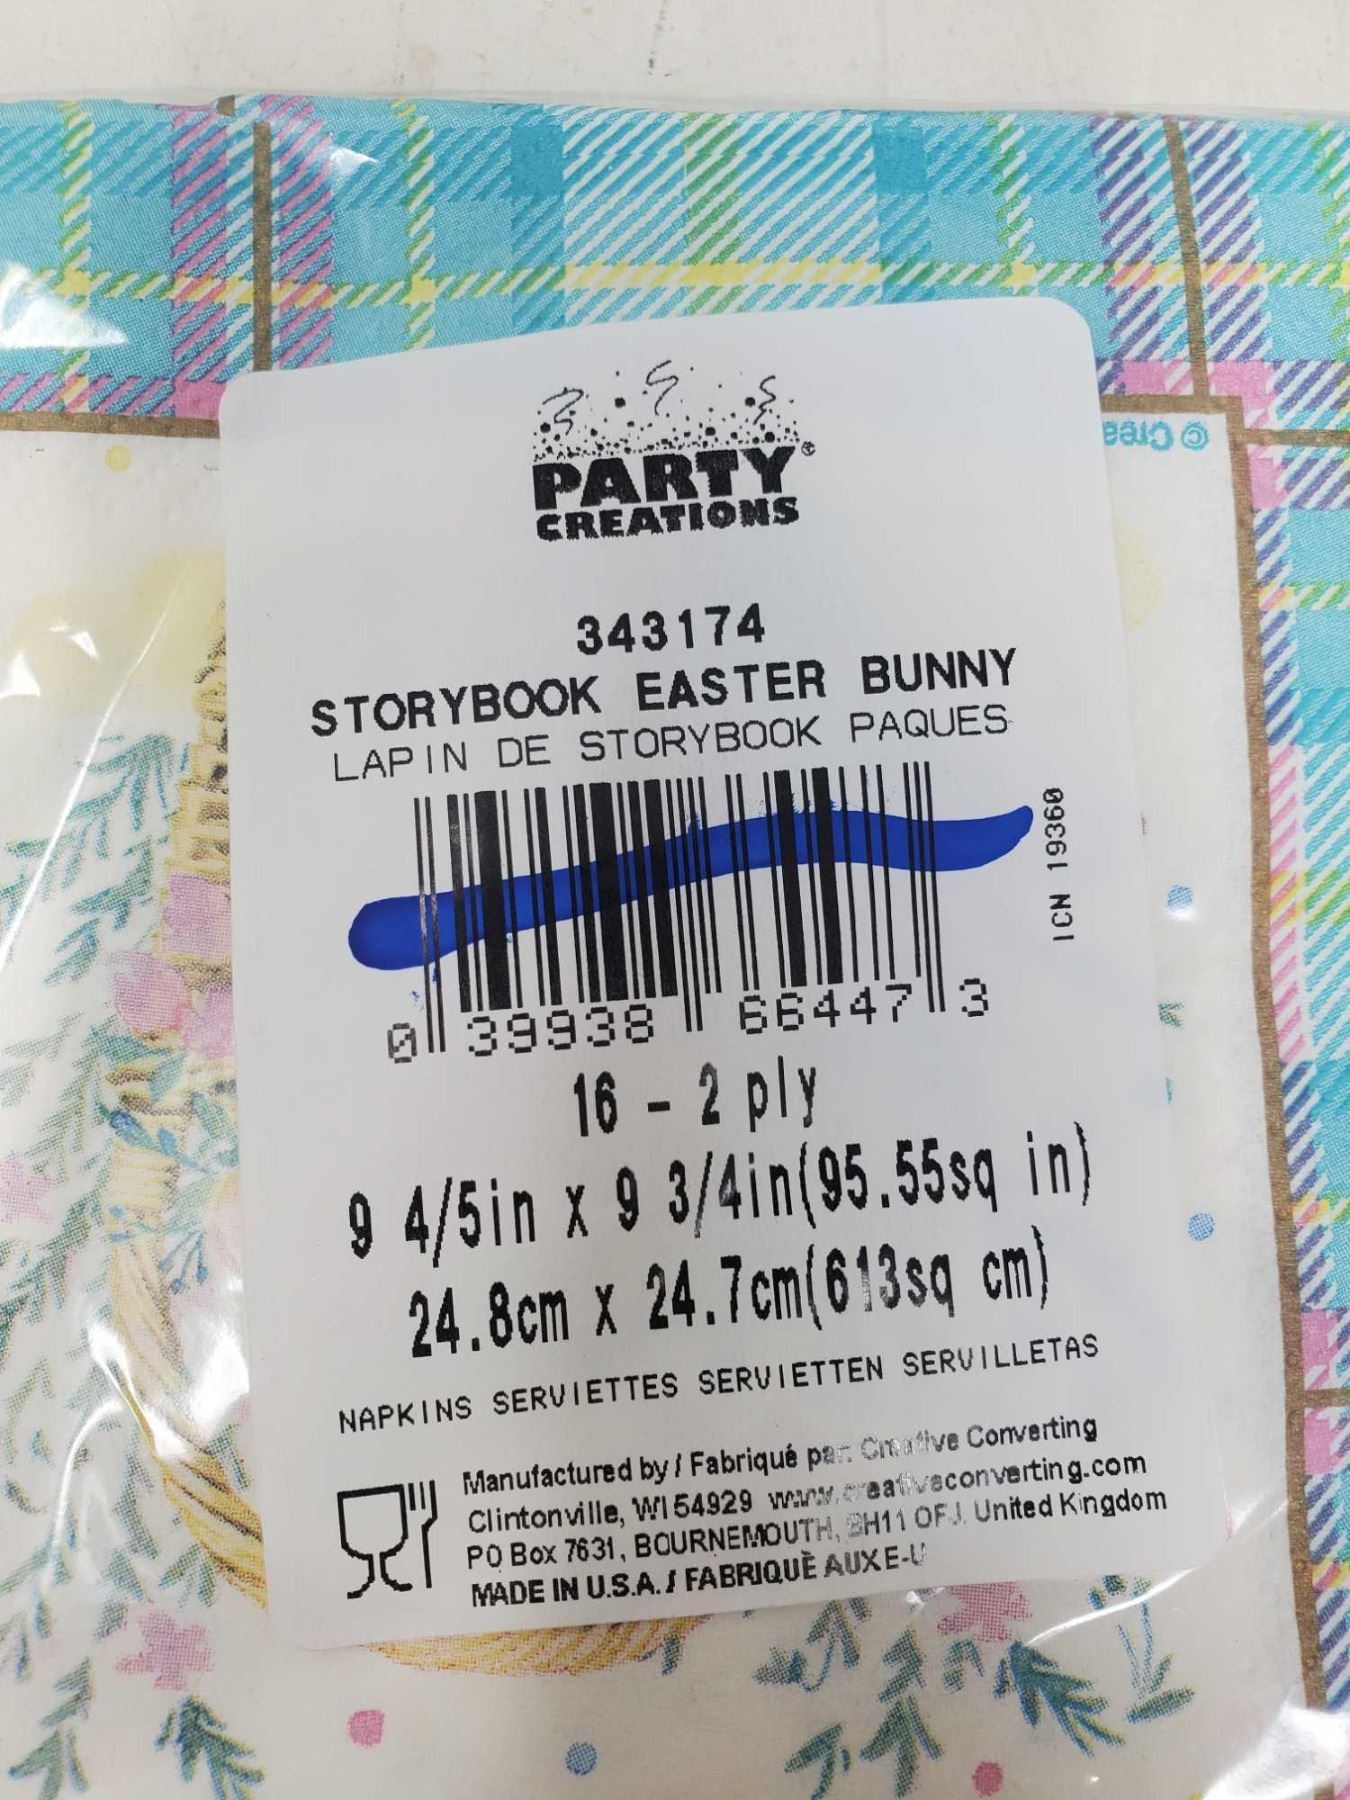 PARTY®
CREATIONS
© Crea
343174
STORYBOOK EASTER BUNNY
LAPIN DE STORYBOOK PAQUES
ICN 19360
0 39938 66447 3
16 - 2 ply
9 4/5in x 9 3/4in(95.55sq in)
24.8cm x 24.7cm(613sq cm)
NAPKINS SERVIETTES SERVIETTEN SERVILLETAS
Manufactured by / Fabriqué par: Creative Converting
Clintonville, WI 54929 www.creativeconverting.com
PO Box 7631, BOURNEMOUTH, BH11 OFJ. United Kingdom
MADE IN U.S.A. / FABRIQUÈ AUX E-U